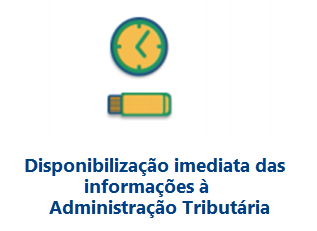 Disponibilização imediata das
informações à
Administração Tributária